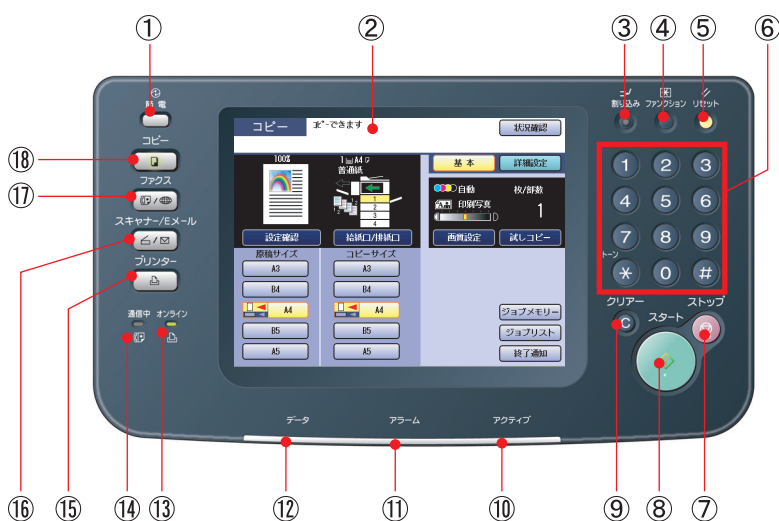 ① ② ③ ④ ⑤ ⑥
節電
割り込み ファンクション リセット
コピー
ファクス
スキャナー/Eメール
プリンター
通信中 オンライン
⑱
⑰
コピー ｺﾋﾟｰできます 状況確認
100% 1 A4
普通紙
1
2
3
4
基本 詳細設定
自動 枚/部数
印刷写真 1
設定確認 給紙口/排紙口 画質設定 試しコピー
原稿サイズ コピーサイズ
A3 A3
B4 B4
A4 A4
B5 B5
A5 A5
ジョブメモリー
ジョブリスト
終了通知
1 2 3
4 5 6
7 8 9
トーン
* 0 #
クリアー ストップ
C スタート
データ アラーム アクティブ
⑯ ⑮ ⑭ ⑬ ⑫ ⑪ ⑩ ⑨ ⑧ ⑦